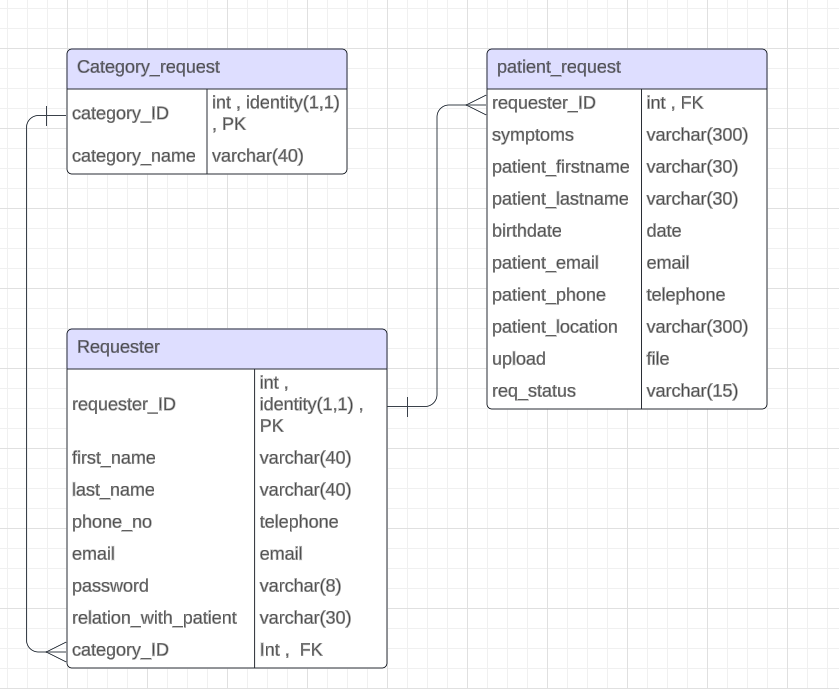 Category_request
category_ID int , identity(1,1)
, PK
category_name varchar(40)
patient_request
requester_ID int , FK
symptoms varchar(300)
patient_firstname varchar(30)
patient_lastname varchar(30)
birthdate date
patient_email email
patient_phone telephone
patient_location varchar(300)
upload file
req_status varchar(15)
Requester
requester_ID int ,
identity(1,1) ,
PK
first_name varchar(40)
last_name varchar(40)
phone_no telephone
email email
password varchar(8)
relation_with_patient varchar(30)
category_ID Int , FK